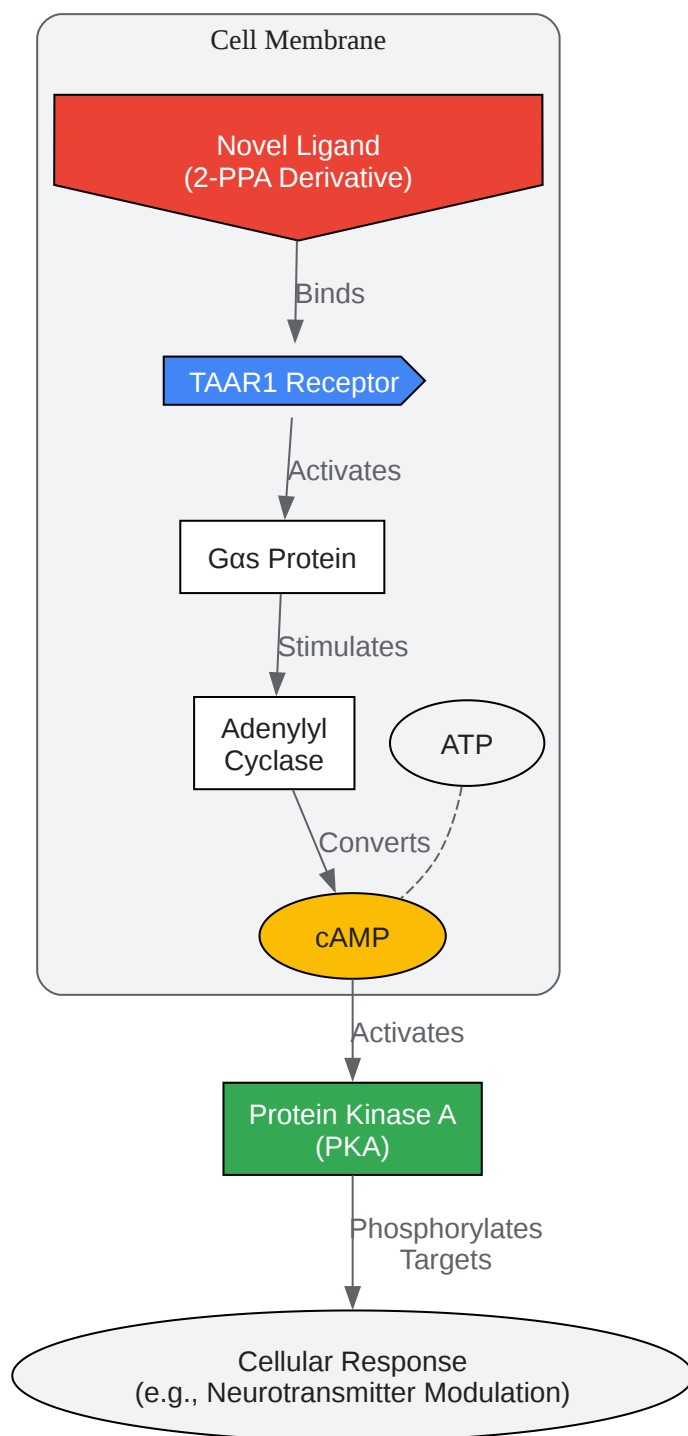 Cell Membrane
Novel Ligand
(2-PPA Derivative)
Binds
TAAR1 Receptor
Activates
Gαs Protein
Stimulates
Adenylyl
Cyclase
ATP
Converts
cAMP
Activates
Protein Kinase A
(PKA)
Phosphorylates
Targets
Cellular Response
(e.g., Neurotransmitter Modulation)